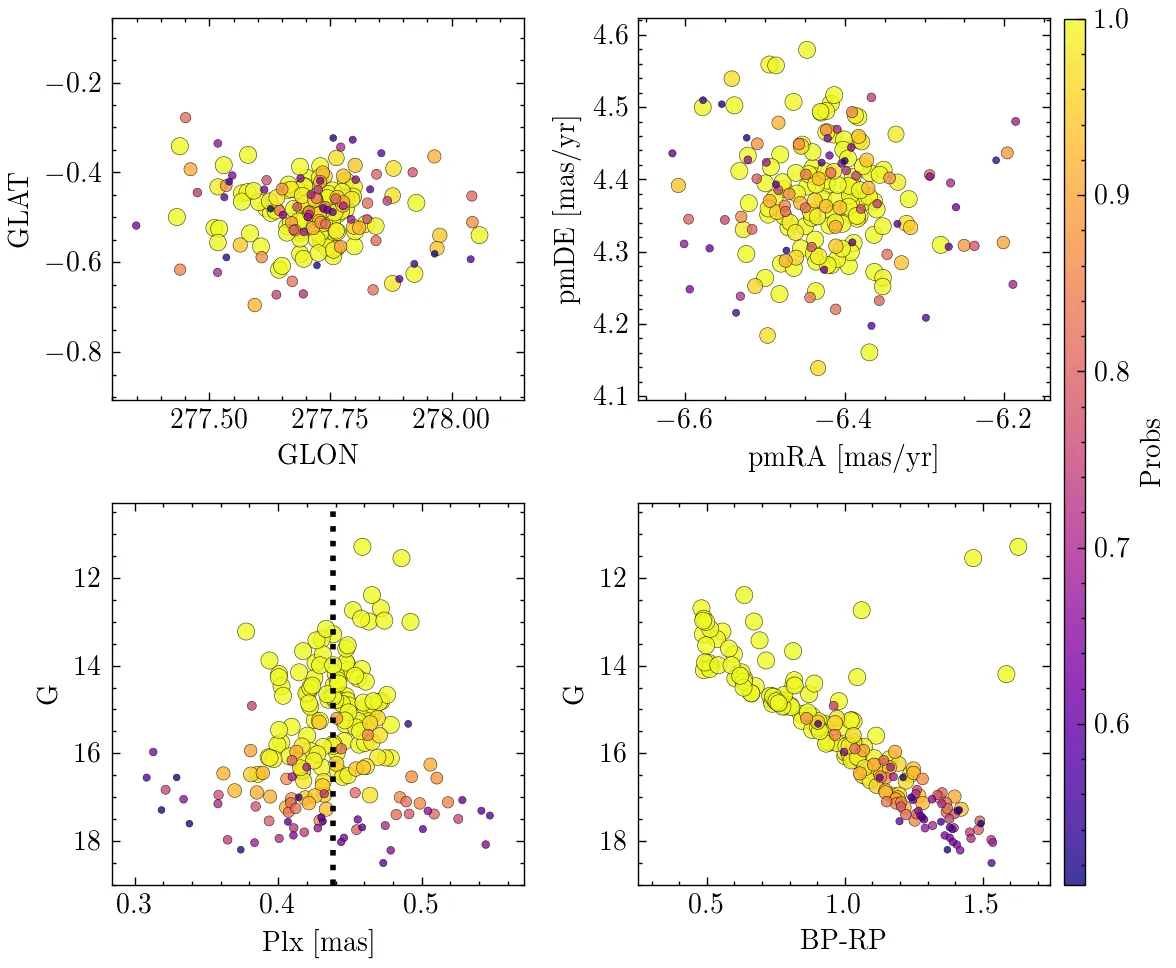 −0.2
−0.4
−0.6
−0.8
GLAT
277.50 277.75 278.00
GLON
4.6
4.5
4.4
4.3
4.2
4.1
pmDE [mas/yr]
−6.6 −6.4 −6.2
pmRA [mas/yr]
12
14
16
18
G
0.3 0.4 0.5
Plx [mas]
12
14
16
18
G
0.5 1.0 1.5
BP-RP
1.0
0.9
0.8
0.7
0.6
Probs